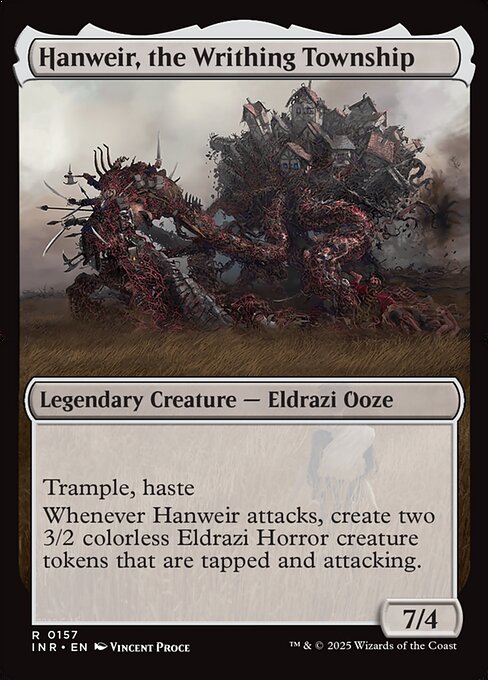 Hanweir, the Writhing Township
Legendary Creature — Eldrazi Ooze
Trample, haste
Whenever Hanweir attacks, create two
3/2 colorless Eldrazi Horror creature
tokens that are tapped and attacking.
7/4
R 0157
INR • EN Vincent Proce
™ & © 2025 Wizards of the Coast